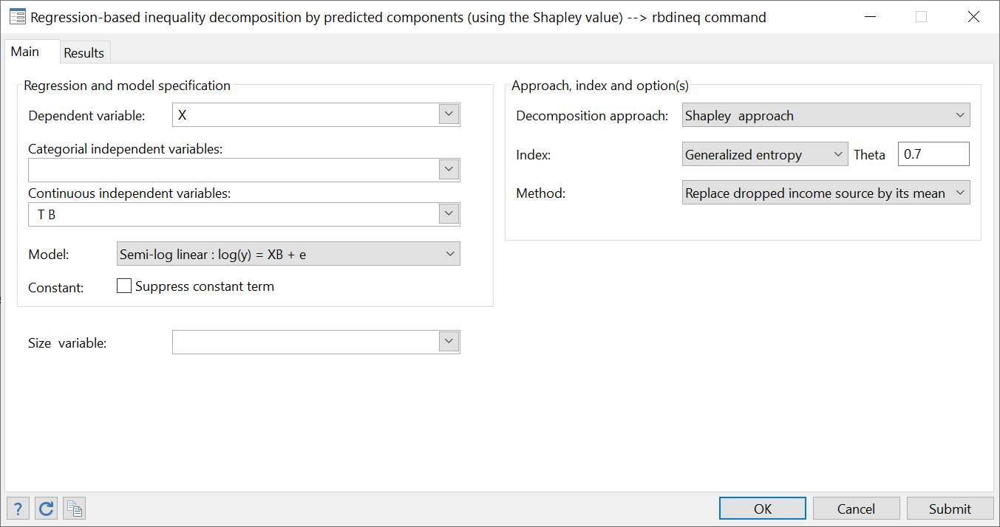 Regression-based inequality decomposition by predicted components (using the Shapley value) --> rbdineq command
Main Results
Regression and model specification
Dependent variable: X
Categorial independent variables:
Continuous independent variables:
T B
Model: Semi-log linear : log(y) = XB + e
Constant: Suppress constant term
Size variable:
Approach, index and option(s)
Decomposition approach: Shapley approach
Index: Generalized entropy Theta 0.7
Method: Replace dropped income source by its mean
? OK Cancel Submit